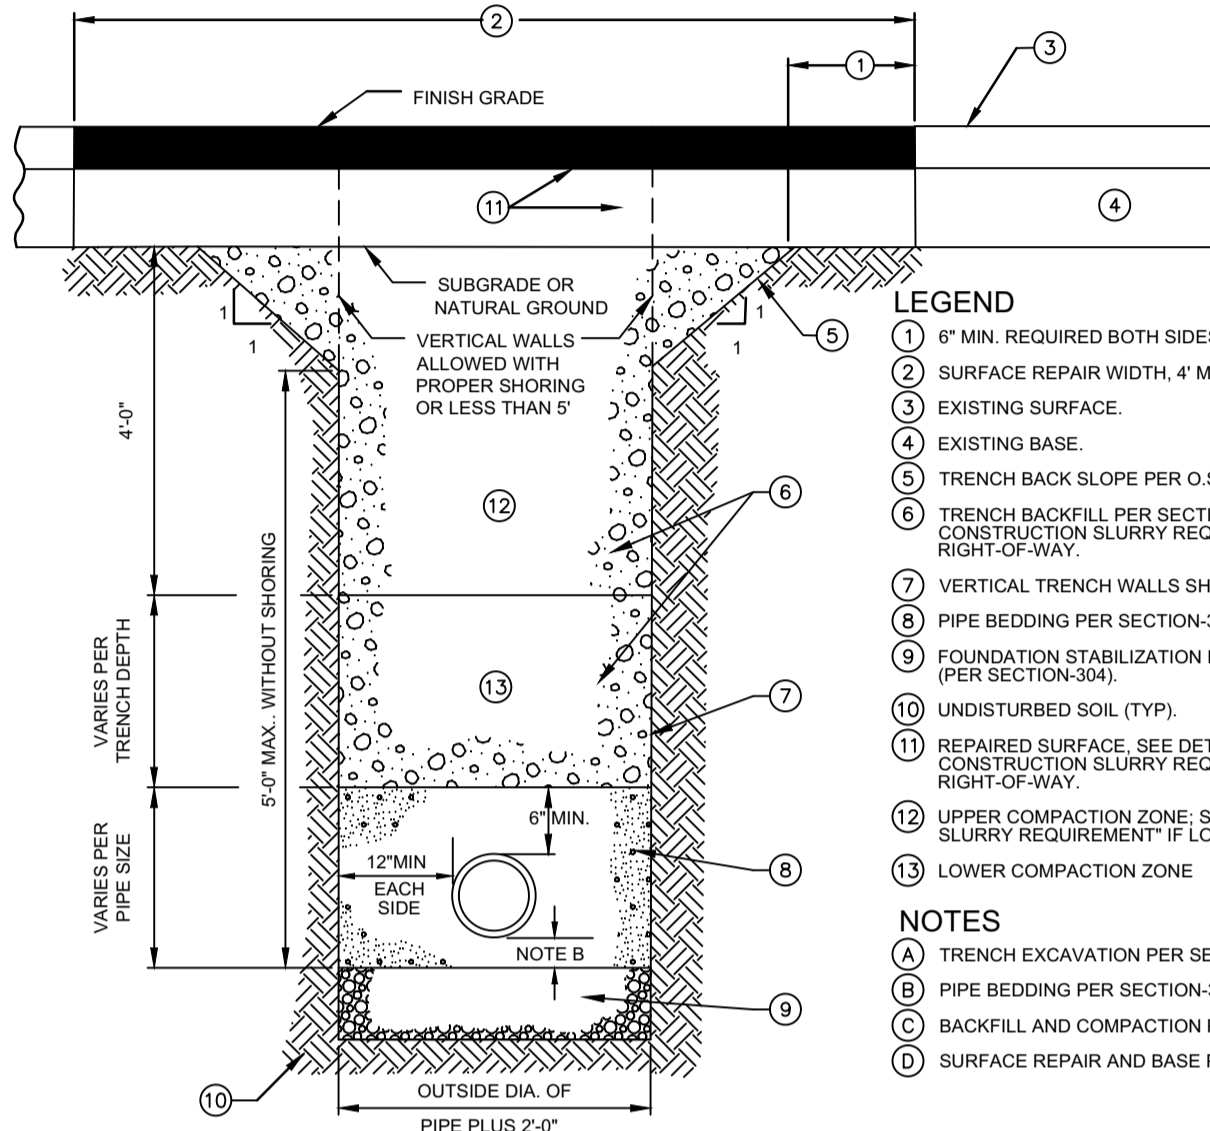 2
1
3
FINISH GRADE
11
4
SUBGRADE OR
NATURAL GROUND
1
1
VERTICAL WALLS
ALLOWED WITH
PROPER SHORING
OR LESS THAN 5'
1
1
5
4'-0"
5'-0" MAX.. WITHOUT SHORING
12
6
VARIES PER
TRENCH DEPTH
13
7
VARIES PER
PIPE SIZE
6" MIN.
12"MIN
EACH
SIDE
8
NOTE B
9
10
OUTSIDE DIA. OF
PIPE PLUS 2'-0"
LEGEND
1 6" MIN. REQUIRED BOTH SIDES
2 SURFACE REPAIR WIDTH, 4' M
3 EXISTING SURFACE.
4 EXISTING BASE.
5 TRENCH BACK SLOPE PER O.S
6 TRENCH BACKFILL PER SECTI
CONSTRUCTION SLURRY REQ
RIGHT-OF-WAY.
7 VERTICAL TRENCH WALLS SH
8 PIPE BEDDING PER SECTION-3
9 FOUNDATION STABILIZATION
(PER SECTION-304).
10 UNDISTURBED SOIL (TYP).
11 REPAIRED SURFACE, SEE DET
CONSTRUCTION SLURRY REQ
RIGHT-OF-WAY.
12 UPPER COMPACTION ZONE; S
SLURRY REQUIREMENT" IF LO
13 LOWER COMPACTION ZONE
NOTES
A TRENCH EXCAVATION PER SE
B PIPE BEDDING PER SECTION-3
C BACKFILL AND COMPACTION
D SURFACE REPAIR AND BASE